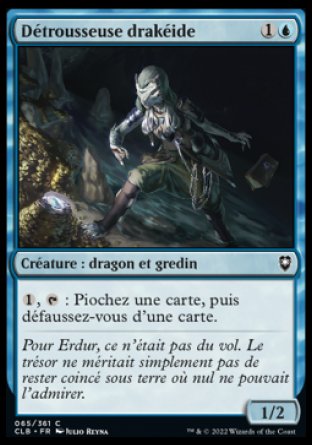 Détrousseuse drakéide 1
Créature : dragon et gredin
1, : Piochez une carte, puis
défaussez-vous d'une carte.
Pour Erdur, ce n'était pas du vol. Le
trésor ne méritait simplement pas de
rester coincé sous terre où nul ne pouvait
l'admirer.
065/361 C
CLB • FR Julio Reyna
™ & © 2022 Wizards of the Coast
1/2